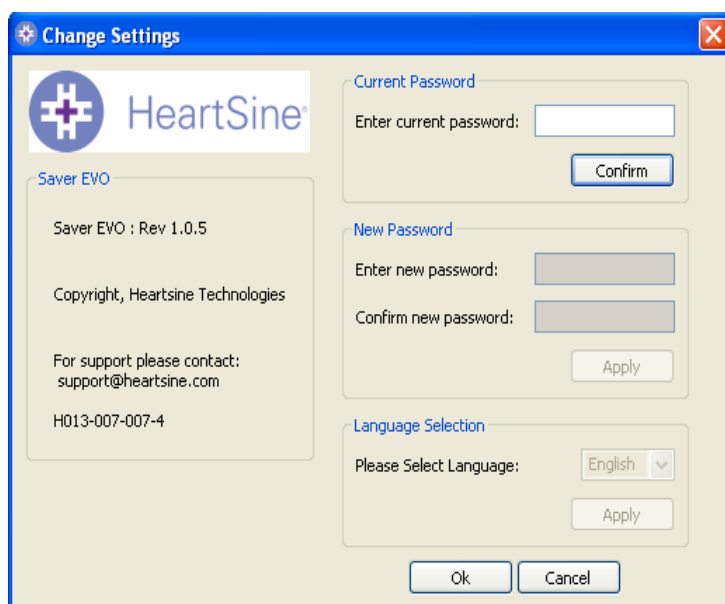 Change Settings
HeartSine®
Saver EVO
Saver EVO : Rev 1.0.5
Copyright, Heartsine Technologies
For support please contact:
support@heartsine.com
H013-007-007-4
Current Password
Enter current password:
Confirm
New Password
Enter new password:
Confirm new password:
Apply
Language Selection
Please Select Language:
English
Apply
Ok
Cancel